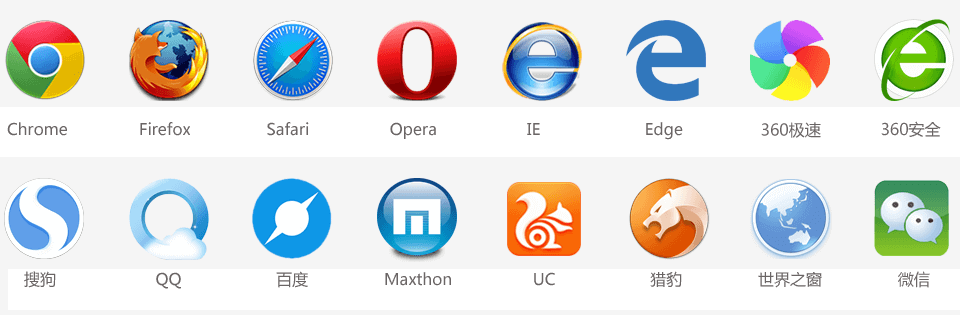 Chrome Firefox Safari Opera IE Edge 360极速 360安全
搜狗 QQ 百度 Maxthon UC 猎豹 世界之窗 微信